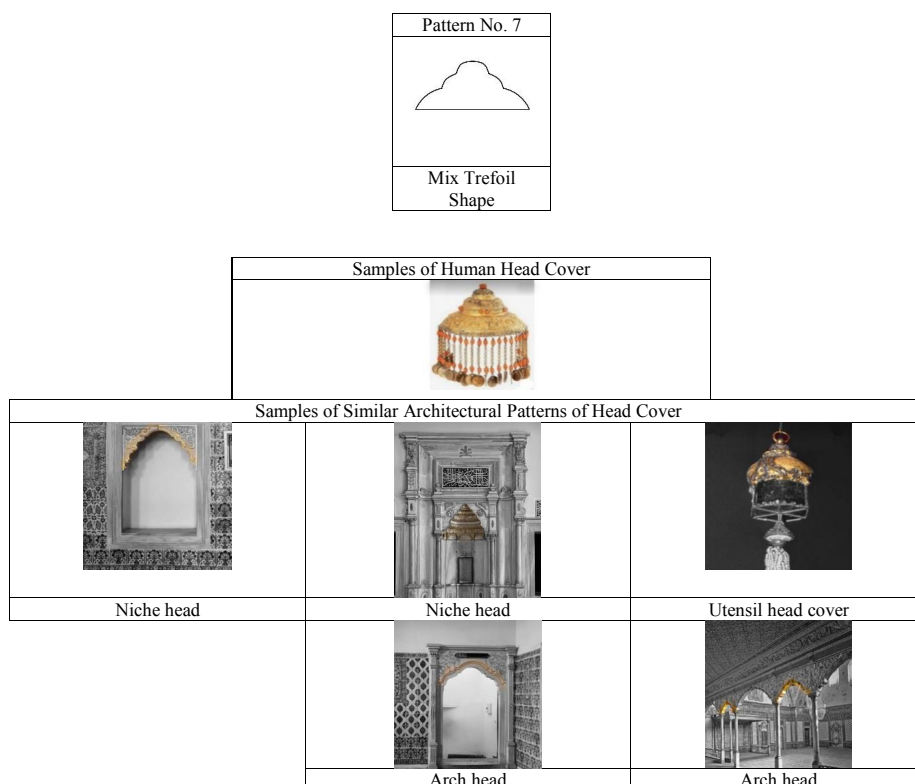 Pattern No. 7
Mix Trefoil
Shape
Samples of Human Head Cover
Samples of Similar Architectural Patterns of Head Cover
Niche head
Niche head
Utensil head cover
Arch head
Arch head